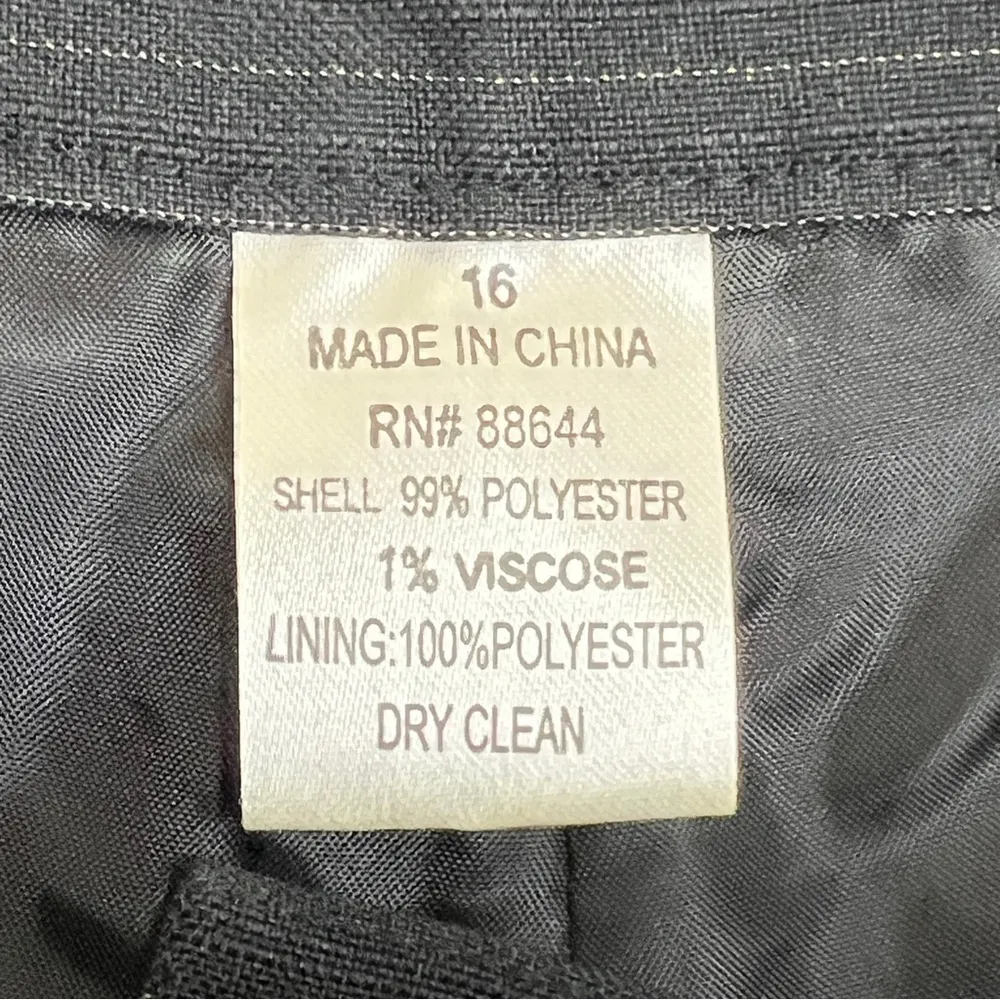 16
MADE IN CHINA
RN# 88644
SHELL 99% POLYESTER
1% VISCOSE
LINING:100%POLYESTER
DRY CLEAN